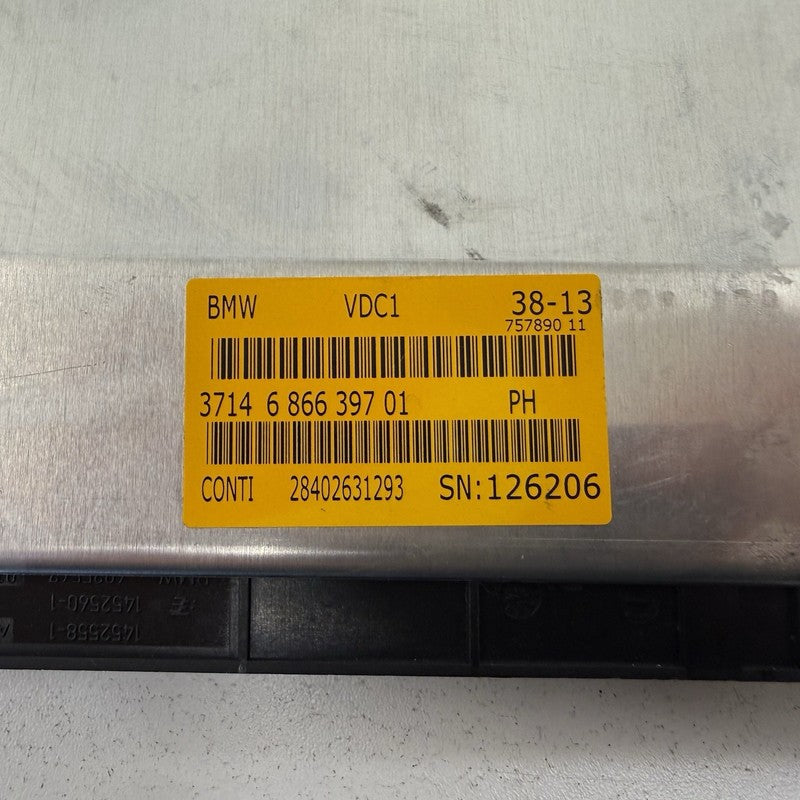 BMW VDC1 38-13
757890 11
3714 6 866 397 01 PH
CONTI 28402631293 SN:126206
1452560-1
1452558-1